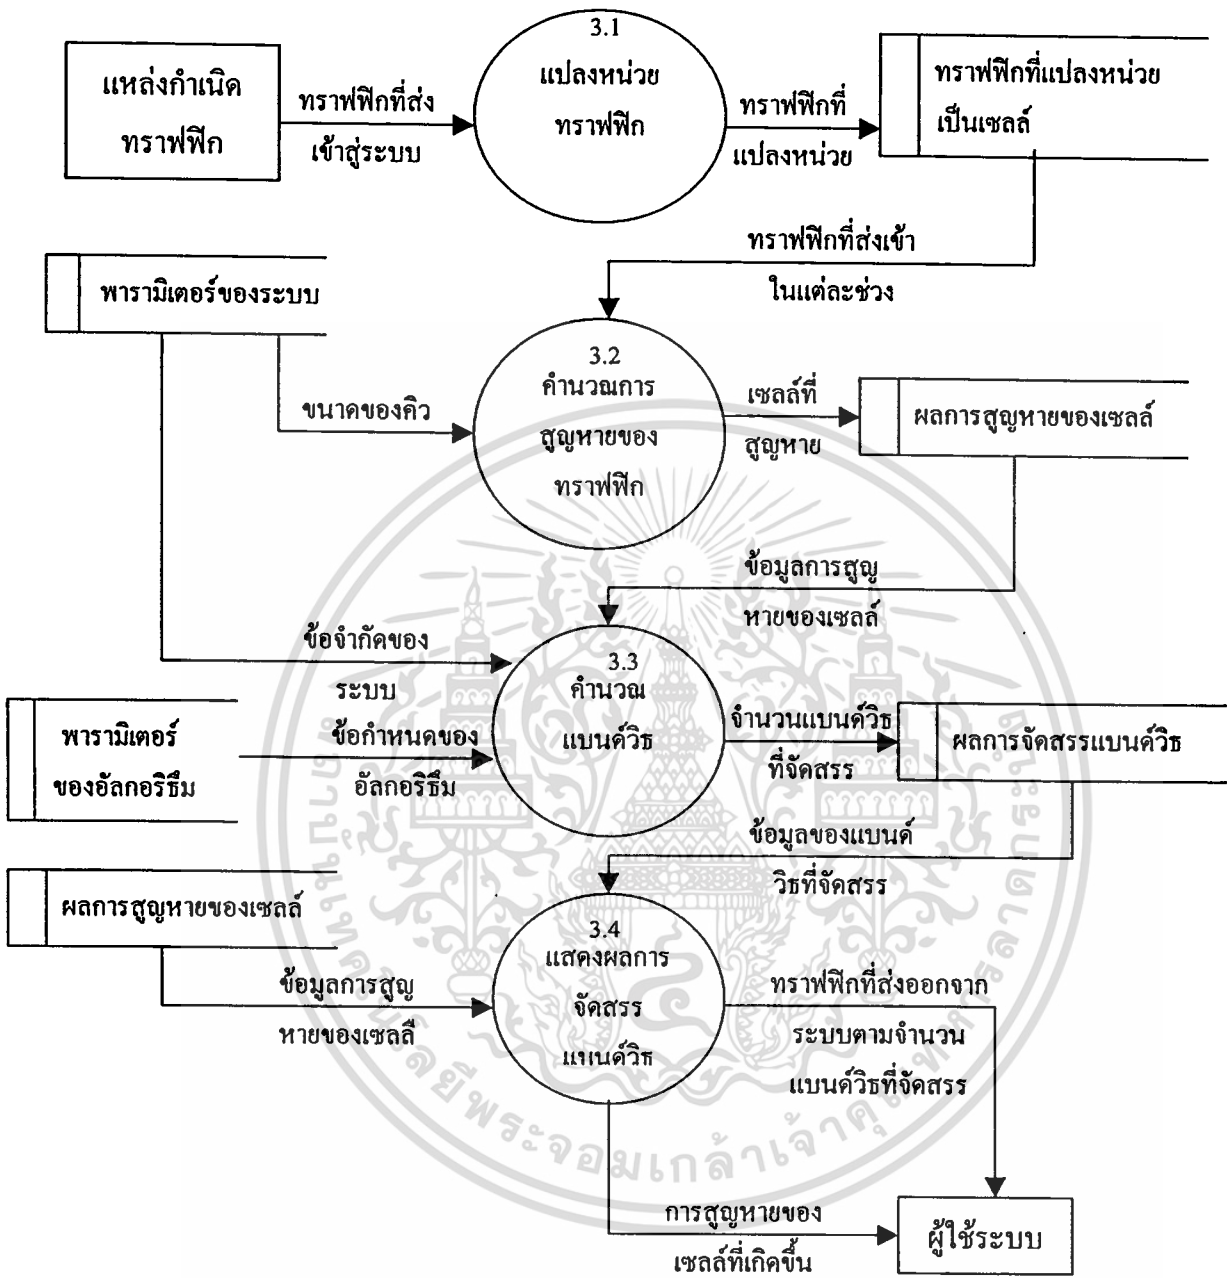 3.1
แปลงหน่วย
ทราฟฟิก
แหล่งกำเนิด
ทราฟฟิก
ทราฟฟิกที่ส่ง
เข้าสู่ระบบ
ทราฟฟิกที่
แปลงหน่วย
ทราฟฟิกที่แปลงหน่วย
เป็นเซลล์
ทราฟฟิกที่ส่งเข้า
ในแต่ละช่วง
พารามิเตอร์ของระบบ
ขนาดของคิว
3.2
คำนวณการ
สูญหายของ
ทราฟฟิก
เซลล์ที่
สูญหาย
ผลการสูญหายของเซลล์
ข้อมูลการสูญ
หายของเซลล์
ข้อจำกัดของ
ระบบ
3.3
คำนวณ
แบนด์วิธ
พารามิเตอร์
ของอัลกอริธึม
ข้อกำหนดของ
อัลกอริธึม
จำนวนแบนด์วิธ
ที่จัดสรร
ผลการจัดสรรแบนด์วิธ
ข้อมูลของแบนด์
วิธที่จัดสรร
ผลการสูญหายของเซลล์
ข้อมูลการสูญ
หายของเซลล์
3.4
แสดงผลการ
จัดสรร
แบนด์วิธ
ทราฟฟิกที่ส่งออกจาก
ระบบตามจำนวน
แบนด์วิธที่จัดสรร
การสูญหายของ
เซลล์ที่เกิดขึ้น
ผู้ใช้ระบบ